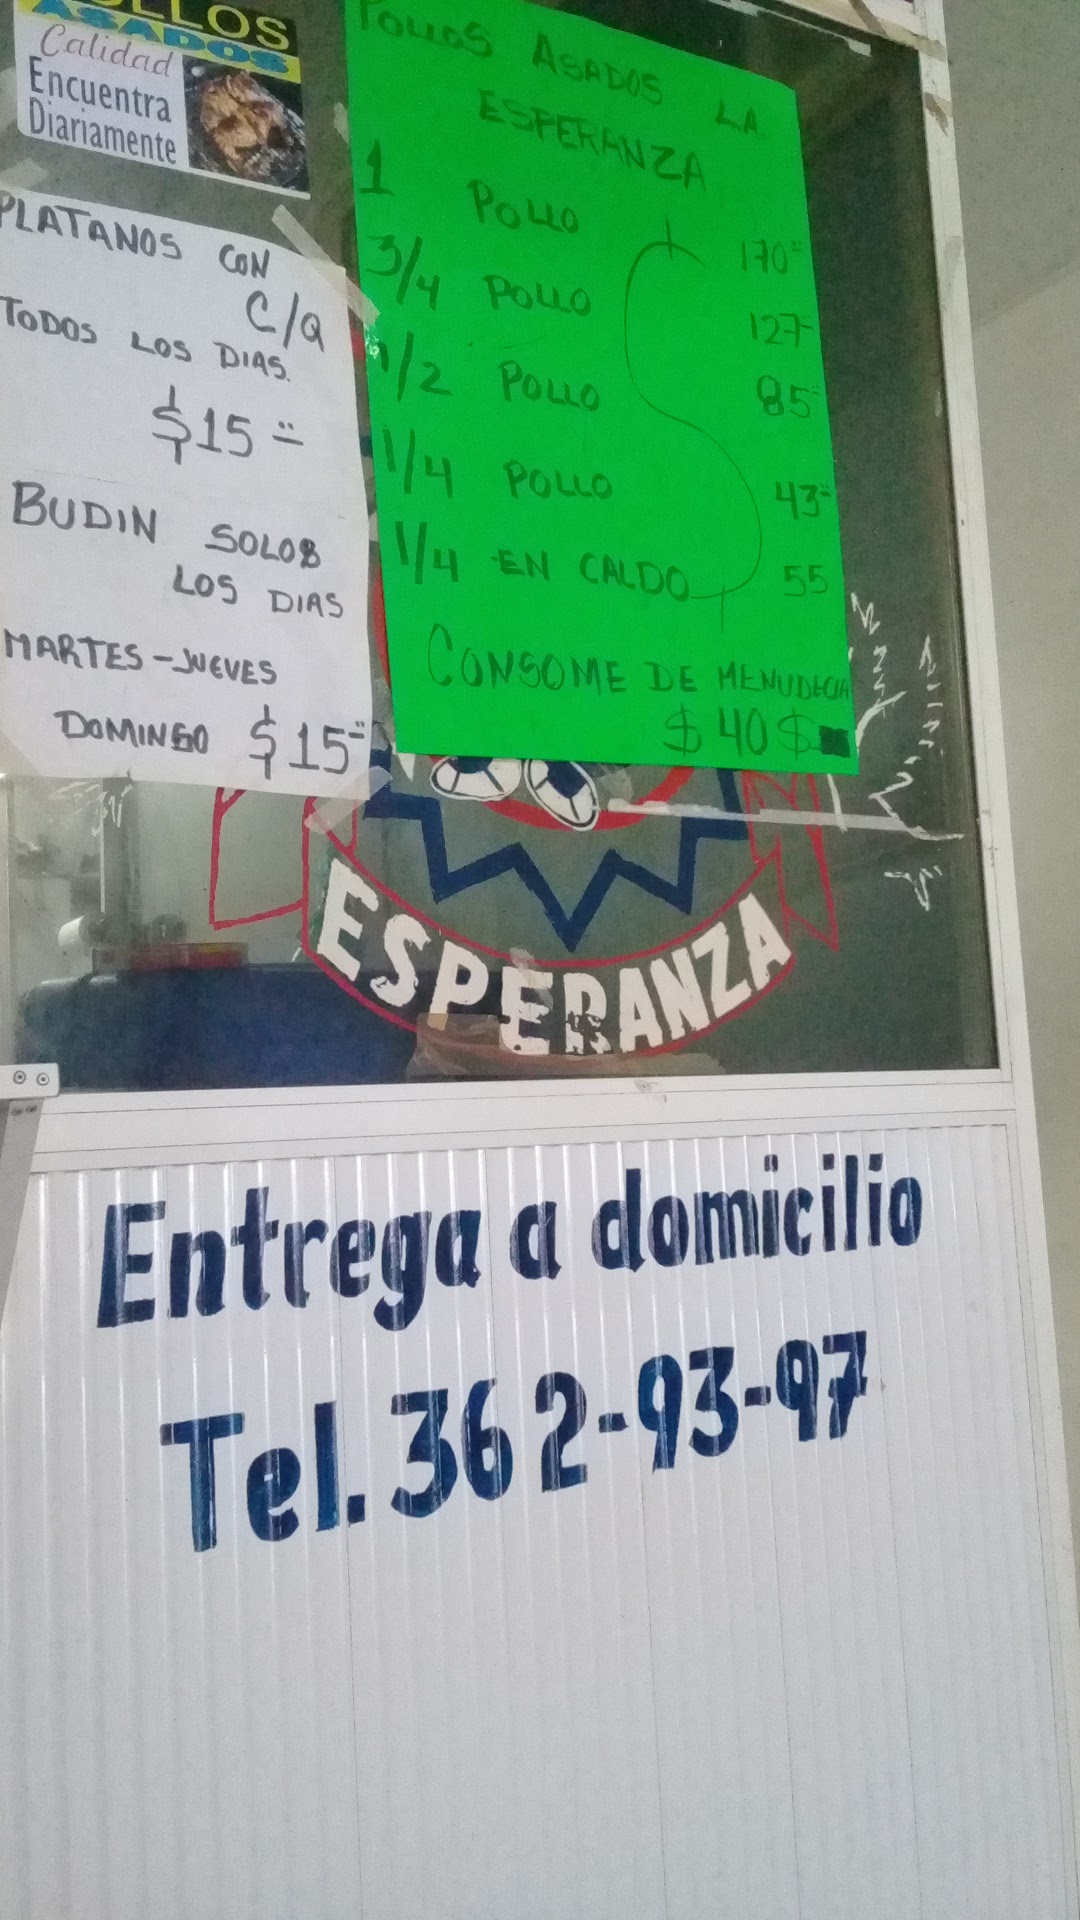 POLLOS
ASADOS
Calidad
Encuentra
Diariamente
PLATANOS CON
C/Q
TODOS LOS DIAS.
$15=
BUDIN SOLOS
LOS DIAS
MARTES-JUEVES
DOMINGO $15=
POLLOS ASADOS LA
ESPERANZA
1 POLLO 170=
3/4 POLLO 127=
1/2 POLLO 85=
1/4 POLLO 43=
1/4 EN CALDO 55
$
CONSOME DE MENUDECIA
$40$
ESPERANZA
Entrega a domicilio
Tel. 362-93-97